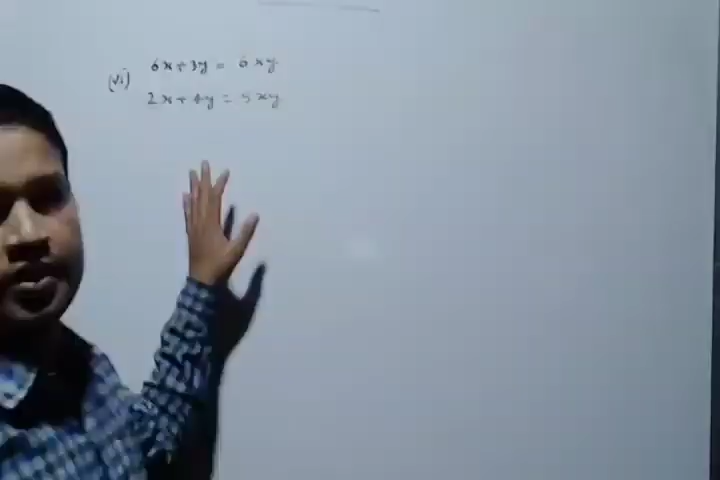 (vi) 6x+3y = 6xy
2x+4y = 5xy